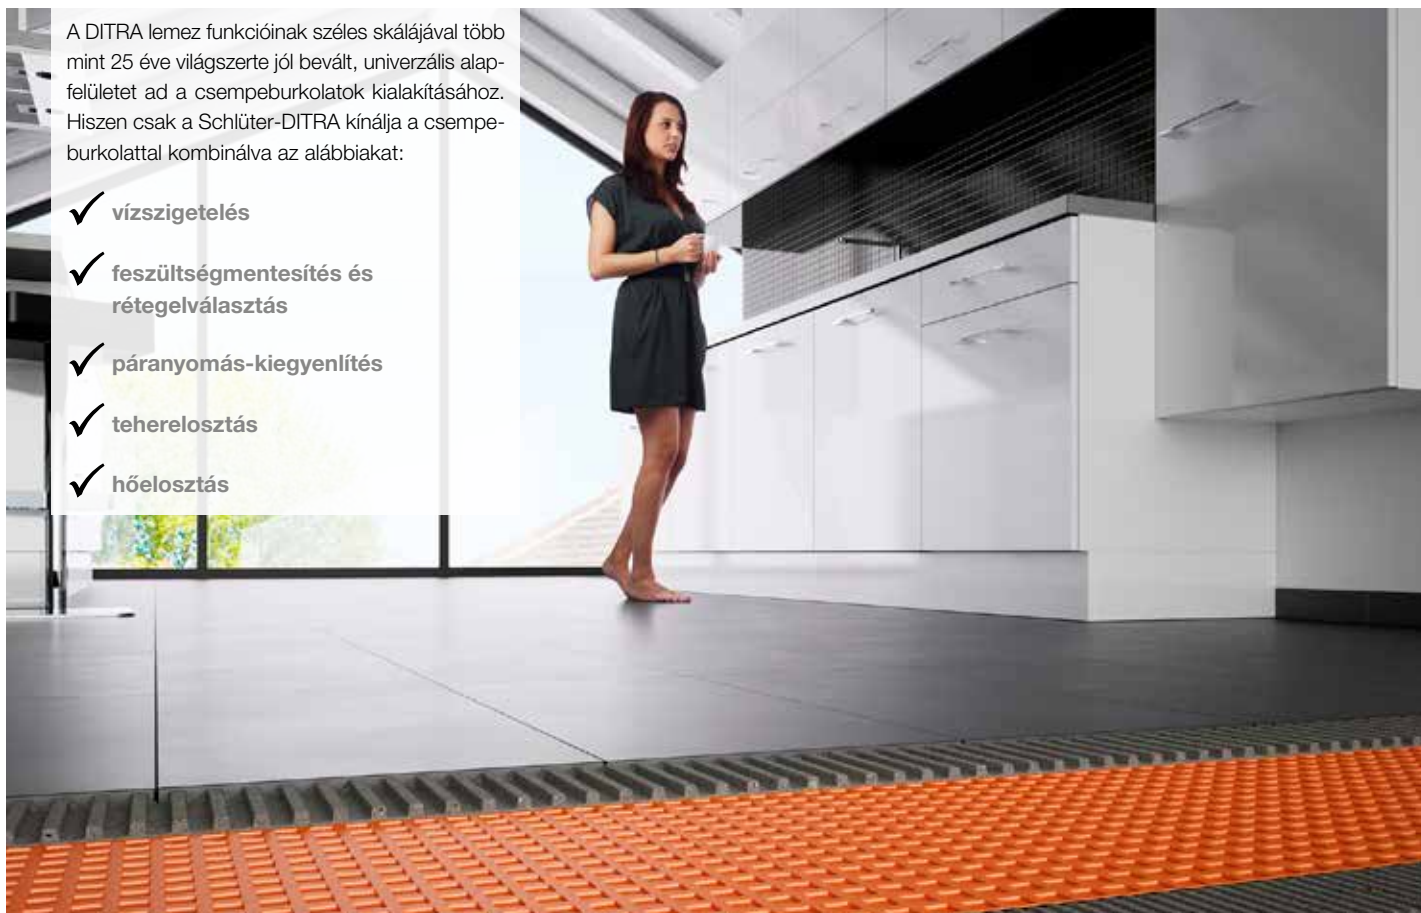 A DITRA lemez funkcióinak széles skálájával több
mint 25 éve világszerte jól bevált, univerzális alap-
felületet ad a csempeburkolatok kialakításához.
Hiszen csak a Schlüter-DITRA kínálja a csempe-
burkolattal kombinálva az alábbiakat:
vízszigetelés
feszültségmentesítés és
rétegelválasztás
páranyomás-kiegyenlítés
teherelosztás
hőelosztás